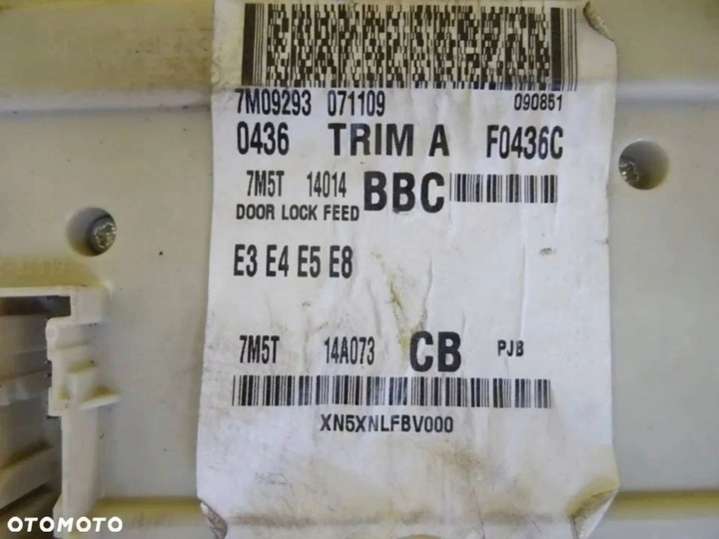 7M09293 071109 090851
0436 TRIM A F0436C
7M5T 14014 BBC
DOOR LOCK FEED
E3 E4 E5 E8
7M5T 14A073 CB PJB
XN5XNLFBV000
OTOMOTO